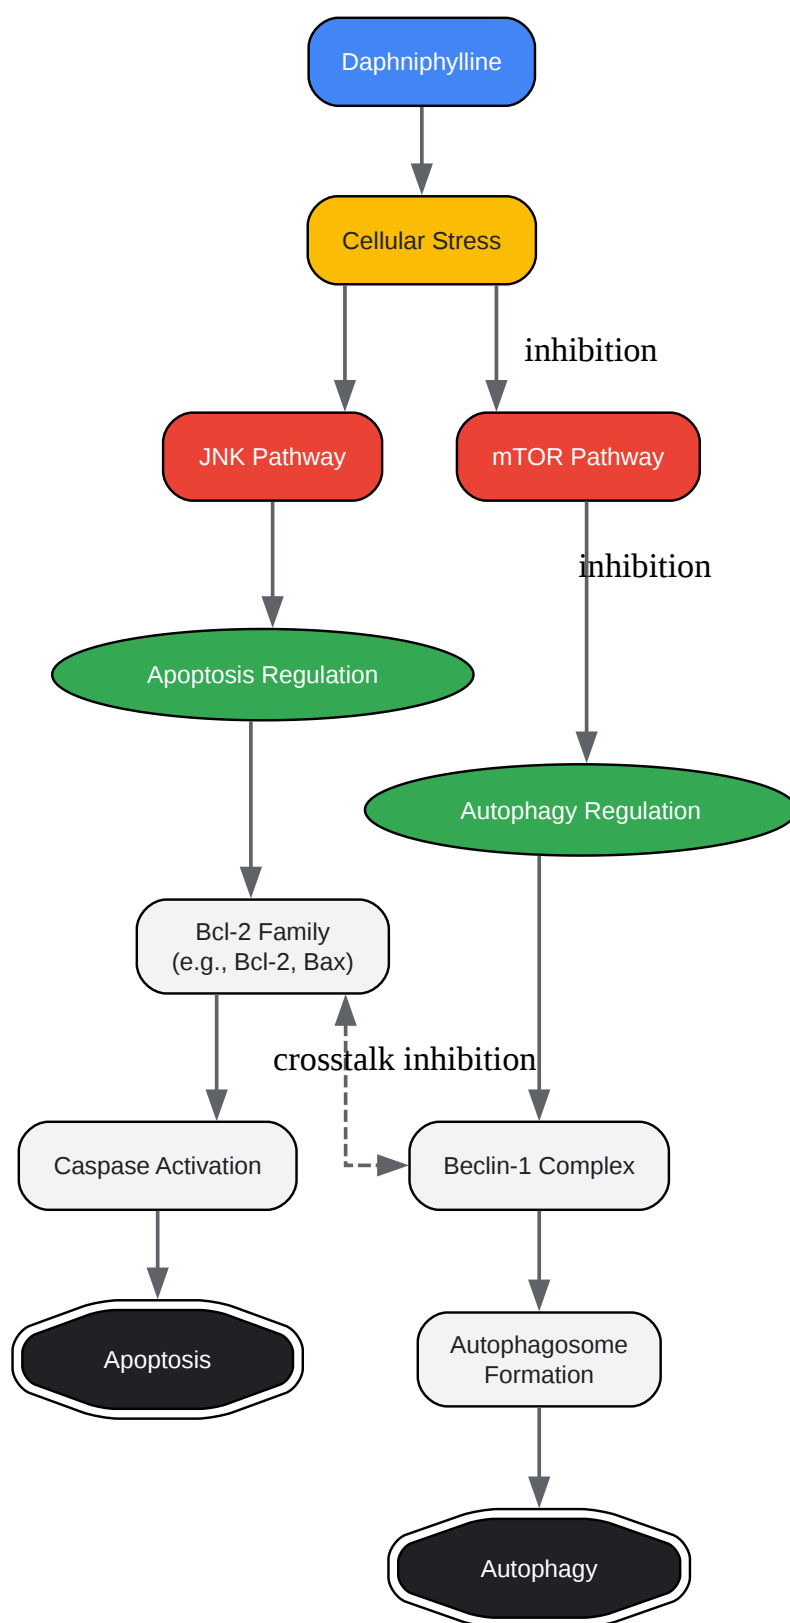 Daphniphylline
Cellular Stress
inhibition
JNK Pathway
mTOR Pathway
inhibition
Apoptosis Regulation
Autophagy Regulation
Bcl-2 Family
(e.g., Bcl-2, Bax)
crosstalk inhibition
Caspase Activation
Beclin-1 Complex
Apoptosis
Autophagosome
Formation
Autophagy